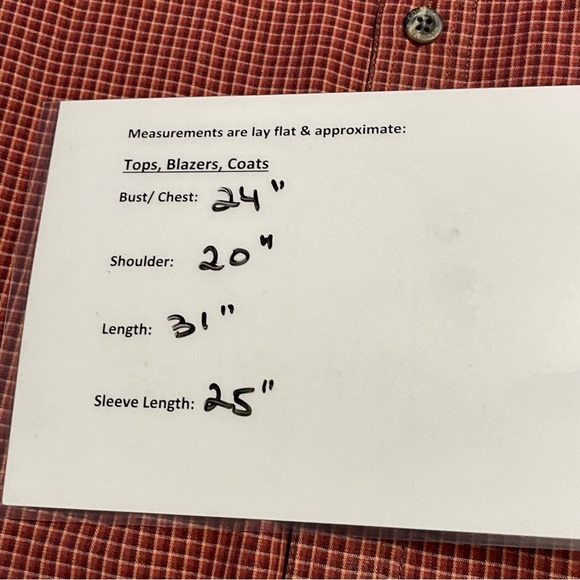 Measurements are lay flat & approximate:
Tops, Blazers, Coats
Bust/ Chest: 24"
Shoulder: 20"
Length: 31"
Sleeve Length: 25"